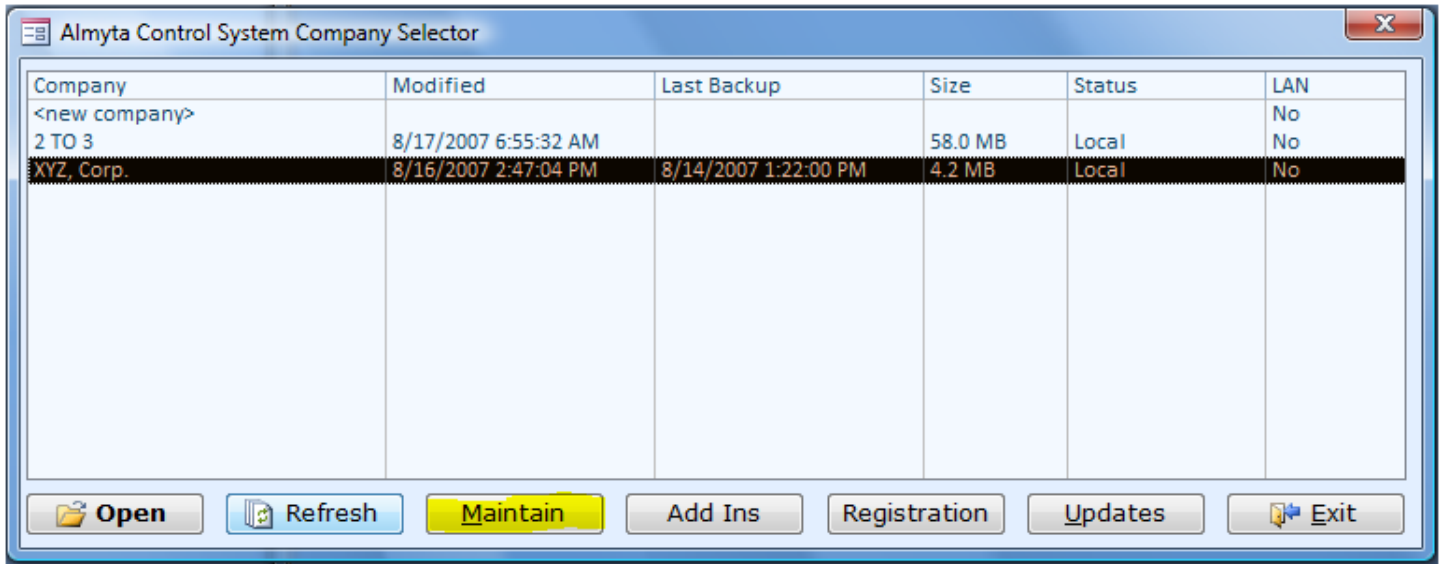 Almyta Control System Company Selector
Company Modified Last Backup Size Status LAN
<new company> No
2 TO 3 8/17/2007 6:55:32 AM 58.0 MB Local No
XYZ, Corp. 8/16/2007 2:47:04 PM 8/14/2007 1:22:00 PM 4.2 MB Local No
Open Refresh Maintain Add Ins Registration Updates Exit